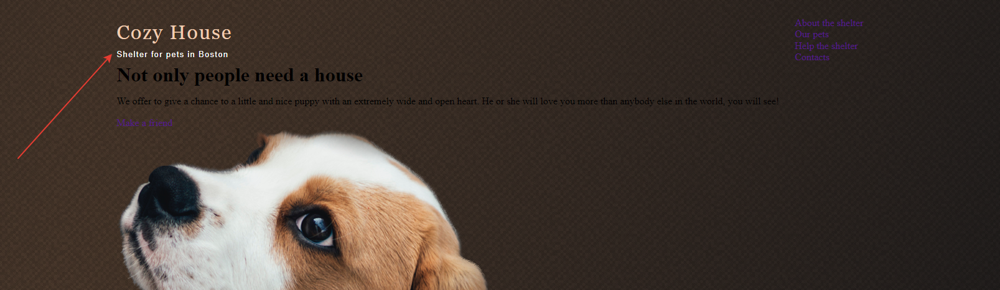 Cozy House
Shelter for pets in Boston
About the shelter
Our pets
Help the shelter
Contacts
Not only people need a house
We offer to give a chance to a little and nice puppy with an extremely wide and open heart. He or she will love you more than anybody else in the world, you will see!
Make a friend